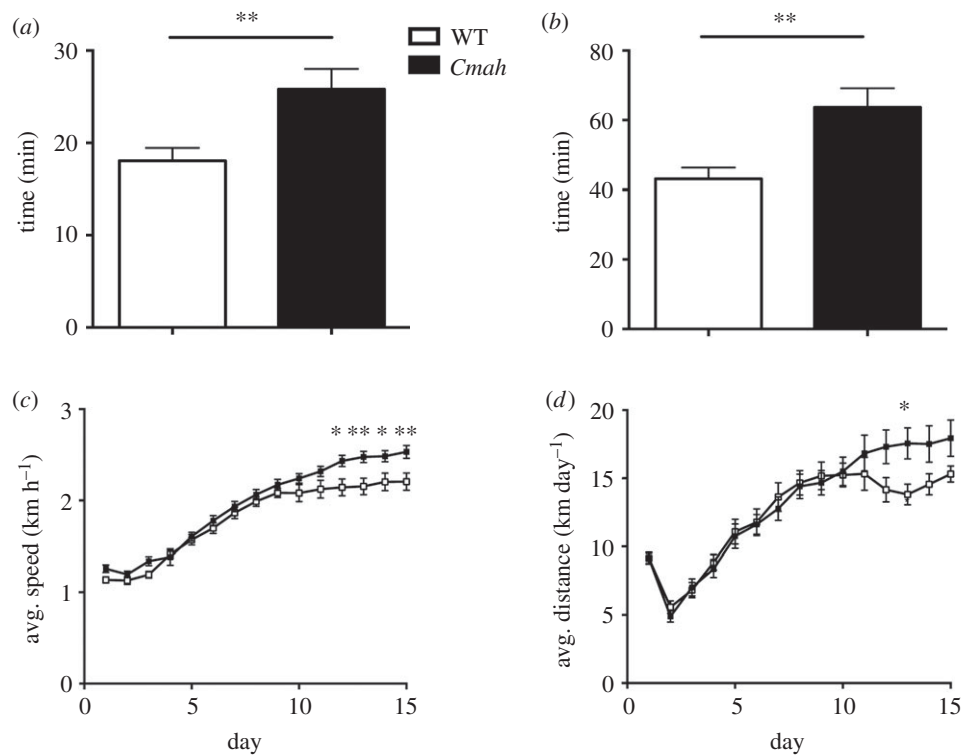 (a)
**
30
20
10
0
time (min)
WT
Cmah
(b)
**
80
60
40
20
0
time (min)
(c)
* ** * **
3
2
1
0
avg. speed (km h⁻¹)
0 5 10 15
day
(d)
*
20
15
10
5
0
avg. distance (km day⁻¹)
0 5 10 15
day